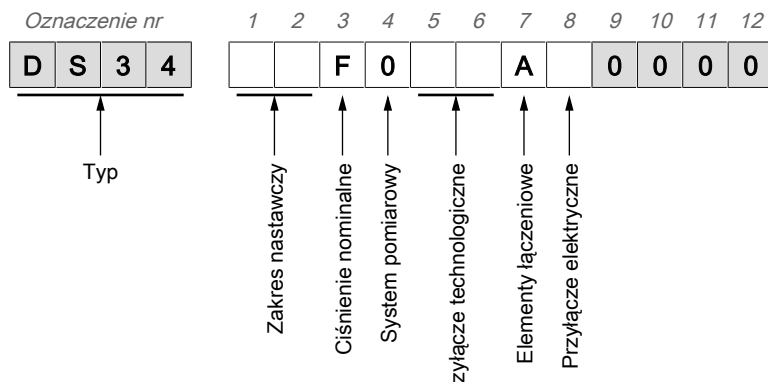 Oznaczenie nr 1 2 3 4 5 6 7 8 9 10 11 12
D S 3 4 F 0 A 0 0 0 0
Typ
Zakres nastawczy
Ciśnienie nominalne
System pomiarowy
zyłącze technologiczne
Elementy łączeniowe
Przyłącze elektryczne